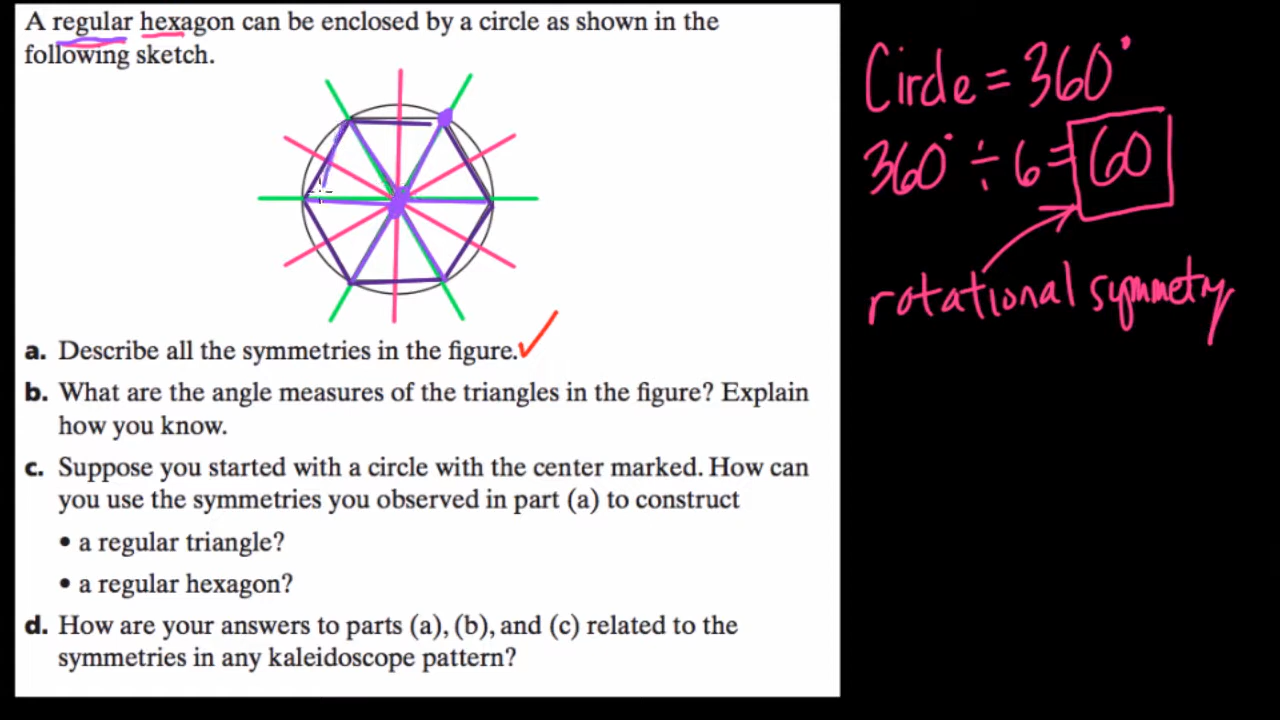 A regular hexagon can be enclosed by a circle as shown in the
following sketch.
a. Describe all the symmetries in the figure.
b. What are the angle measures of the triangles in the figure? Explain
how you know.
c. Suppose you started with a circle with the center marked. How can
you use the symmetries you observed in part (a) to construct
• a regular triangle?
• a regular hexagon?
d. How are your answers to parts (a), (b), and (c) related to the
symmetries in any kaleidoscope pattern?
Circle = 360°
360° ÷ 6 = 60
rotational symmetry